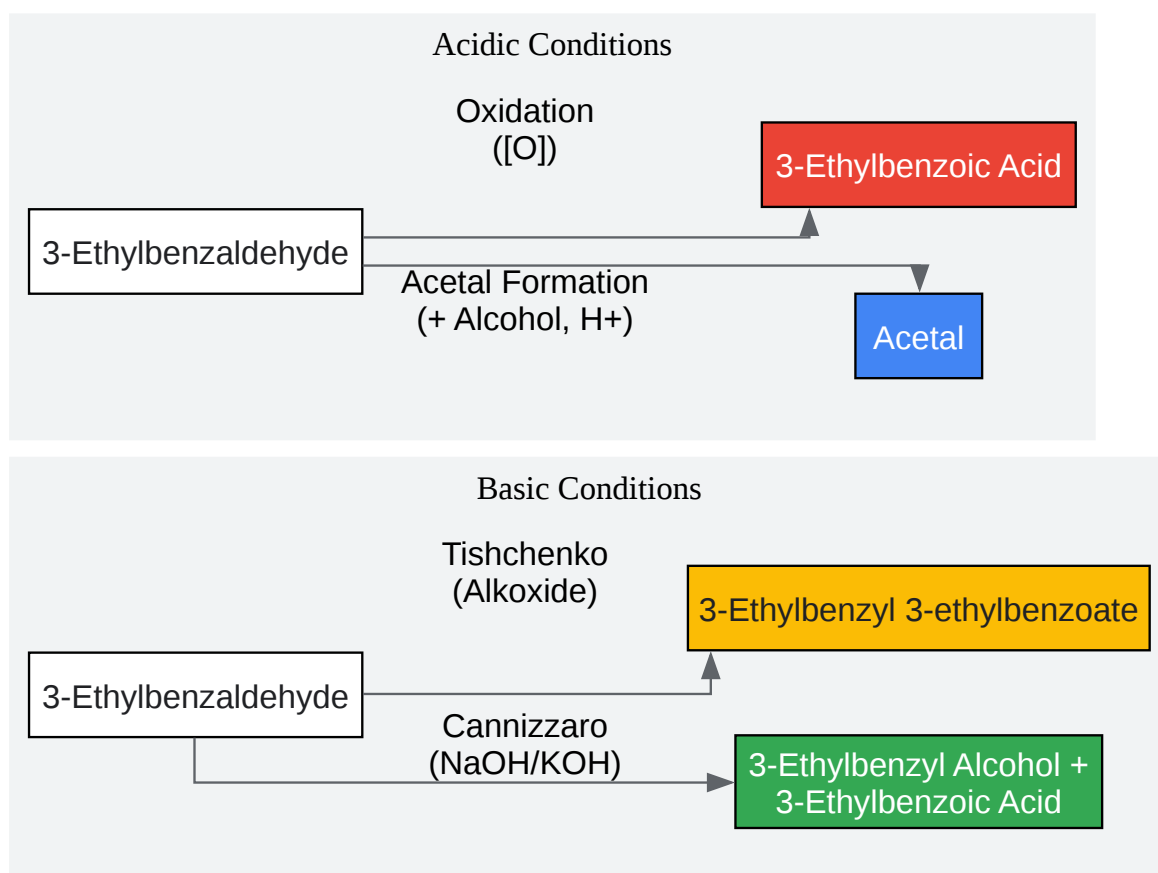 Acidic Conditions
Oxidation
([O])
3-Ethylbenzoic Acid
3-Ethylbenzaldehyde
Acetal Formation
(+ Alcohol, H+)
Acetal
Basic Conditions
Tishchenko
(Alkoxide)
3-Ethylbenzyl 3-ethylbenzoate
3-Ethylbenzaldehyde
Cannizzaro
(NaOH/KOH)
3-Ethylbenzyl Alcohol +
3-Ethylbenzoic Acid